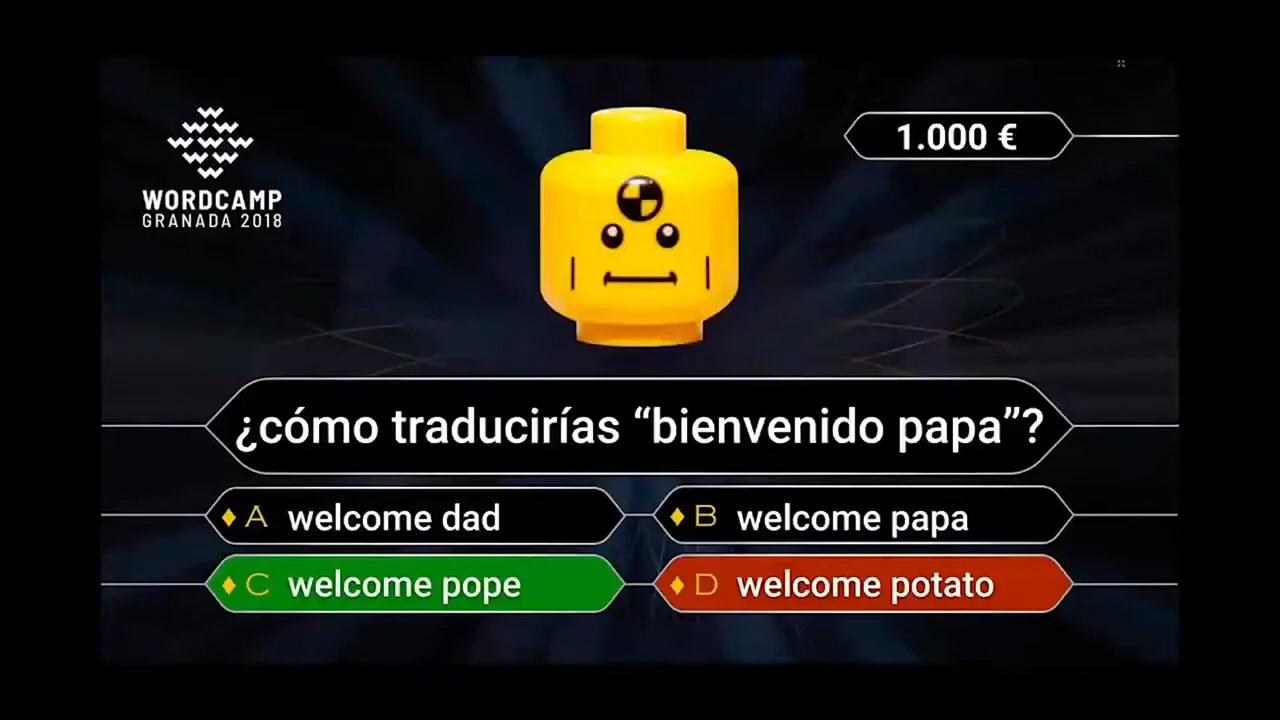 WORDCAMP
GRANADA 2018
1.000 €
¿cómo traducirías “bienvenido papa”?
A welcome dad
B welcome papa
C welcome pope
D welcome potato